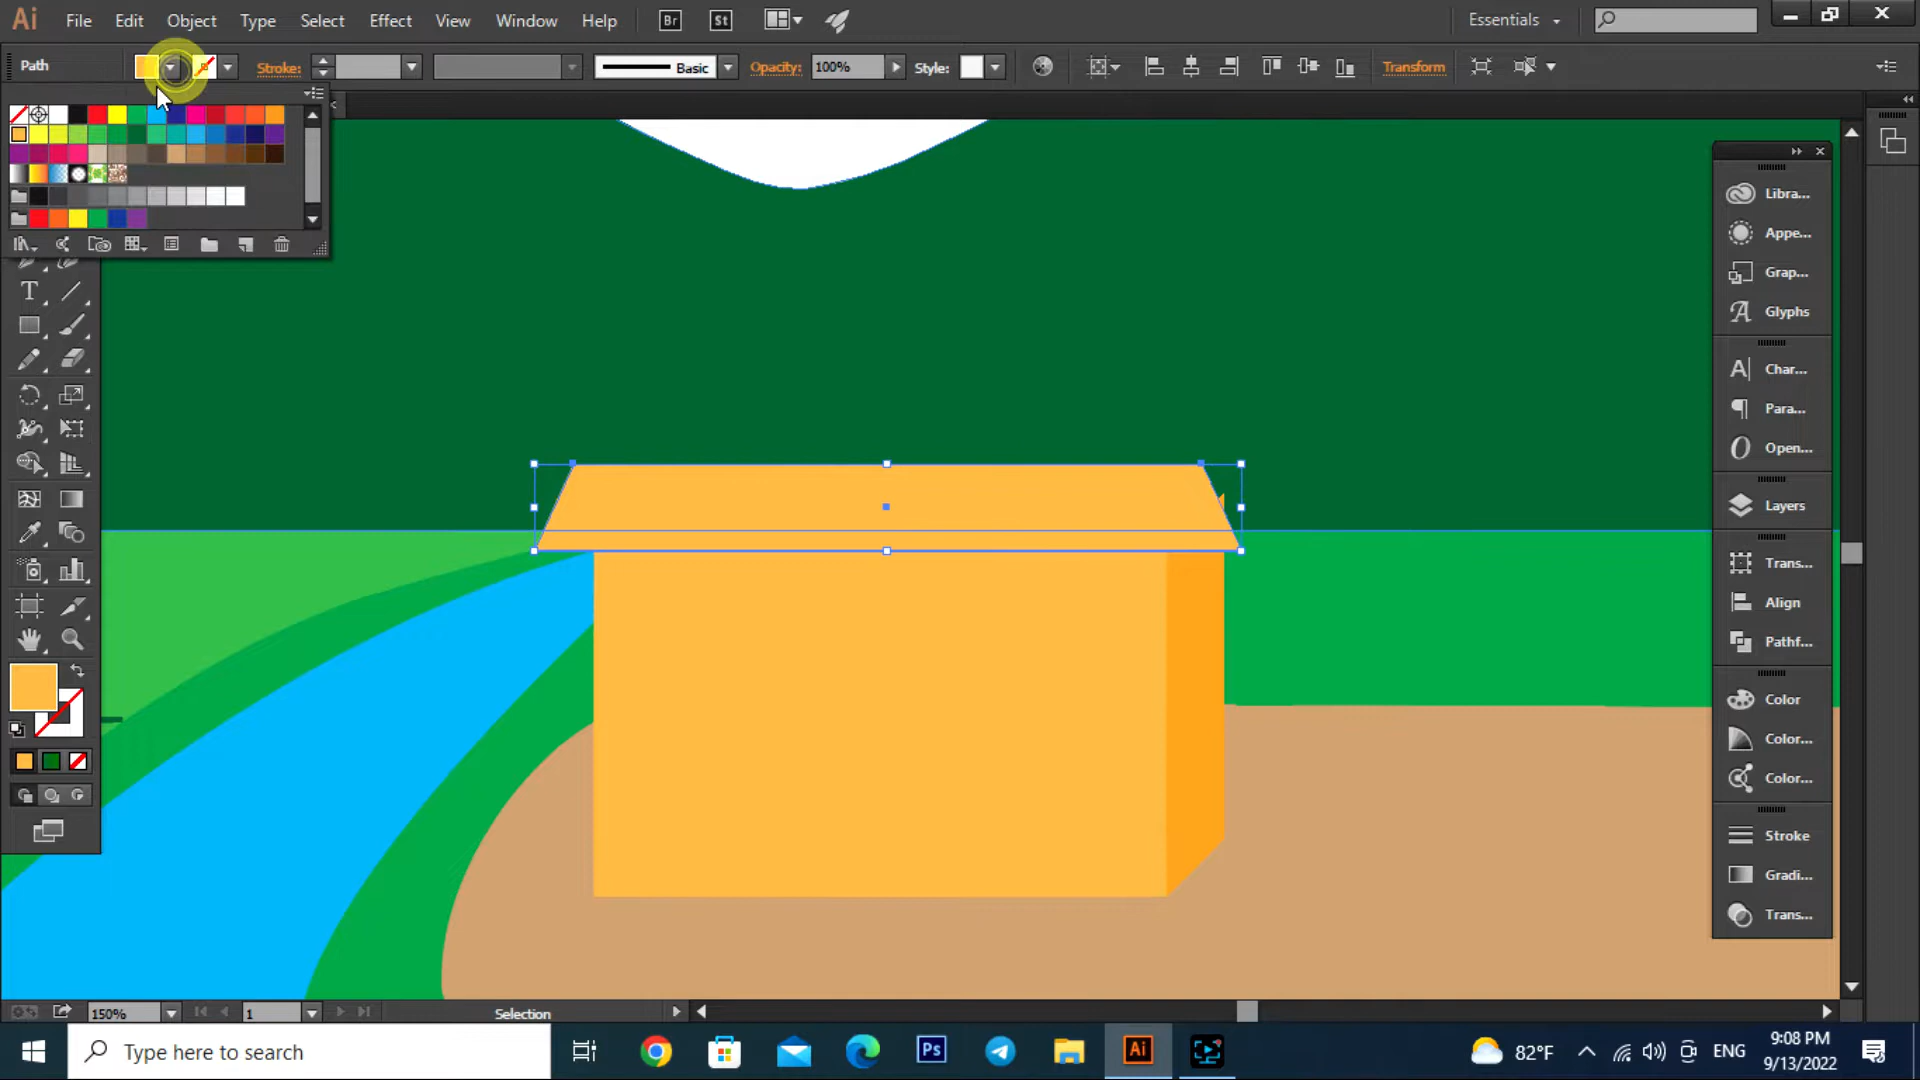 Ai File Edit Object Type Select Effect View Window Help Br St Essentials
Path Stroke: Basic Opacity: 100% Style: Transform
Libra...
Appe...
Grap...
Glyphs
Char...
Para...
Open...
Layers
Trans...
Align
Pathf...
Color
Color...
Color...
Stroke
Gradi...
Trans...
150% 1 Selection
Type here to search Ps Ai 82°F ENG 9:08 PM
9/13/2022